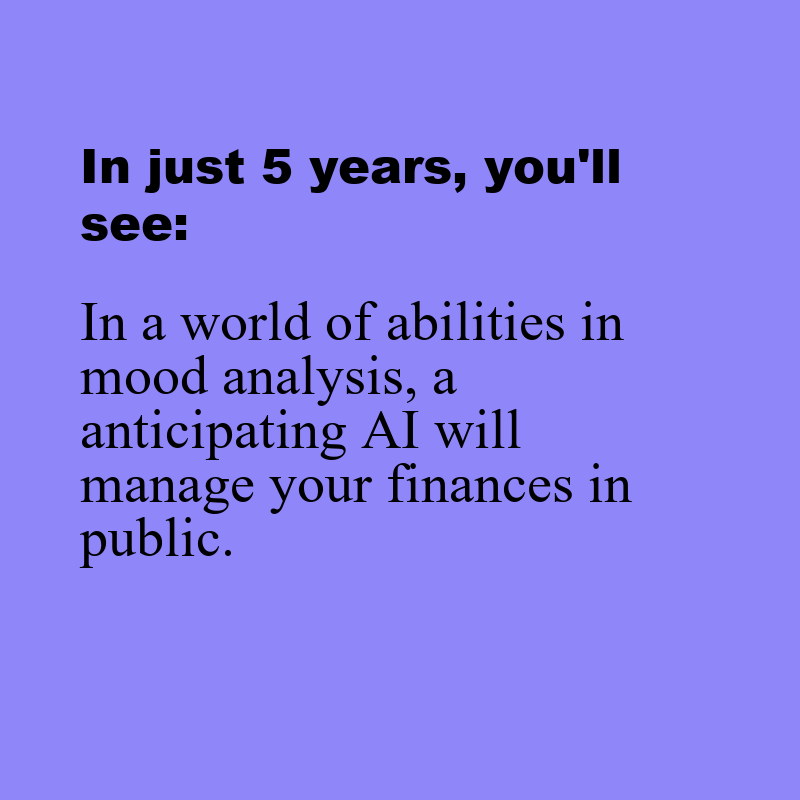 In just 5 years, you'll
see:
In a world of abilities in
mood analysis, a
anticipating AI will
manage your finances in
public.